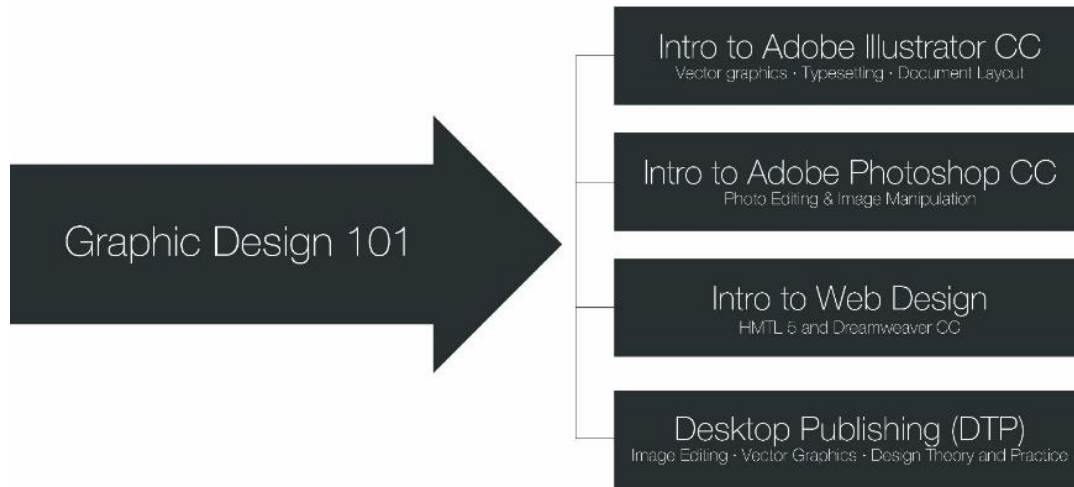 Graphic Design 101
Intro to Adobe Illustrator CC
Vector graphics · Typesetting · Document Layout
Intro to Adobe Photoshop CC
Photo Editing & Image Manipulation
Intro to Web Design
HMTL 5 and Dreamweaver CC
Desktop Publishing (DTP)
Image Editing · Vector Graphics · Design Theory and Practice